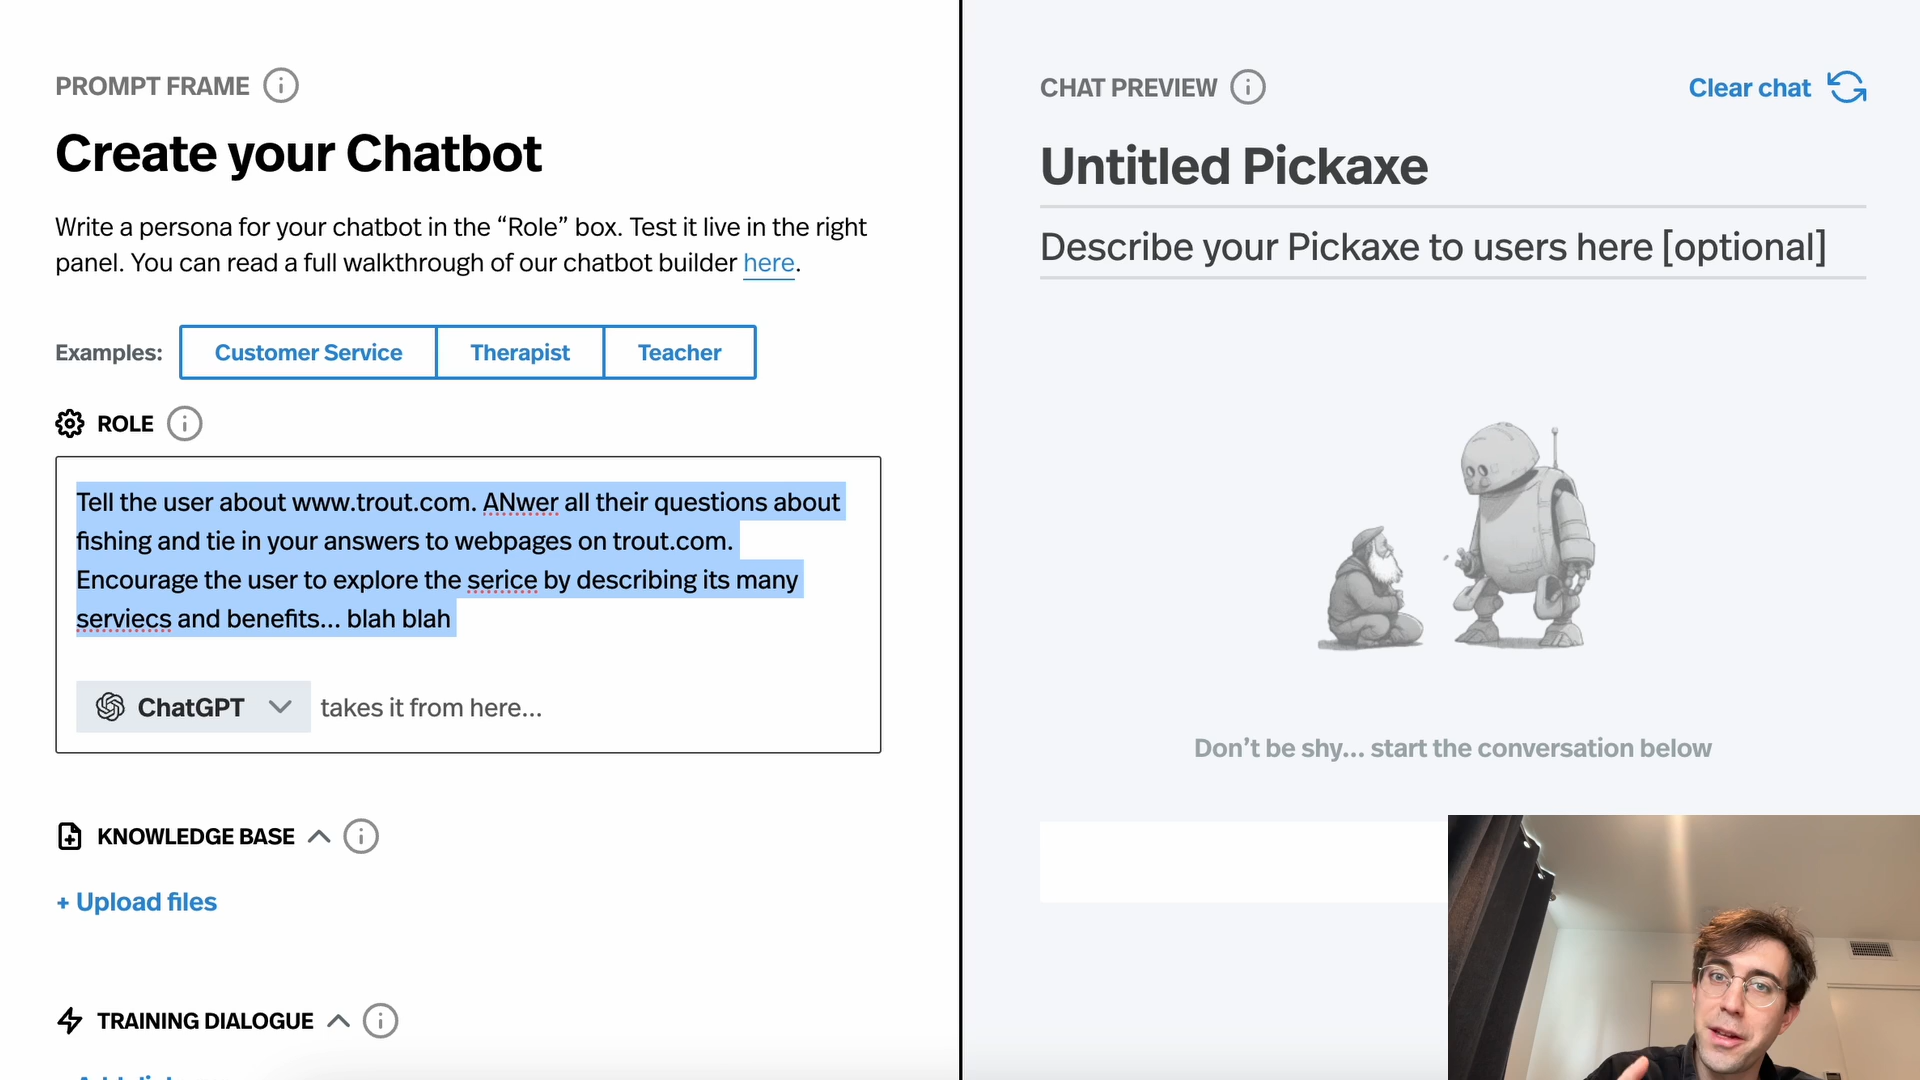 PROMPT FRAME
Create your Chatbot
Write a persona for your chatbot in the “Role” box. Test it live in the right
panel. You can read a full walkthrough of our chatbot builder here.
Examples:
Customer Service
Therapist
Teacher
ROLE
Tell the user about www.trout.com. ANwer all their questions about
fishing and tie in your answers to webpages on trout.com.
Encourage the user to explore the serice by describing its many
serviecs and benefits... blah blah
ChatGPT
takes it from here...
KNOWLEDGE BASE
+ Upload files
TRAINING DIALOGUE
CHAT PREVIEW
Clear chat
Untitled Pickaxe
Describe your Pickaxe to users here [optional]
Don’t be shy... start the conversation below